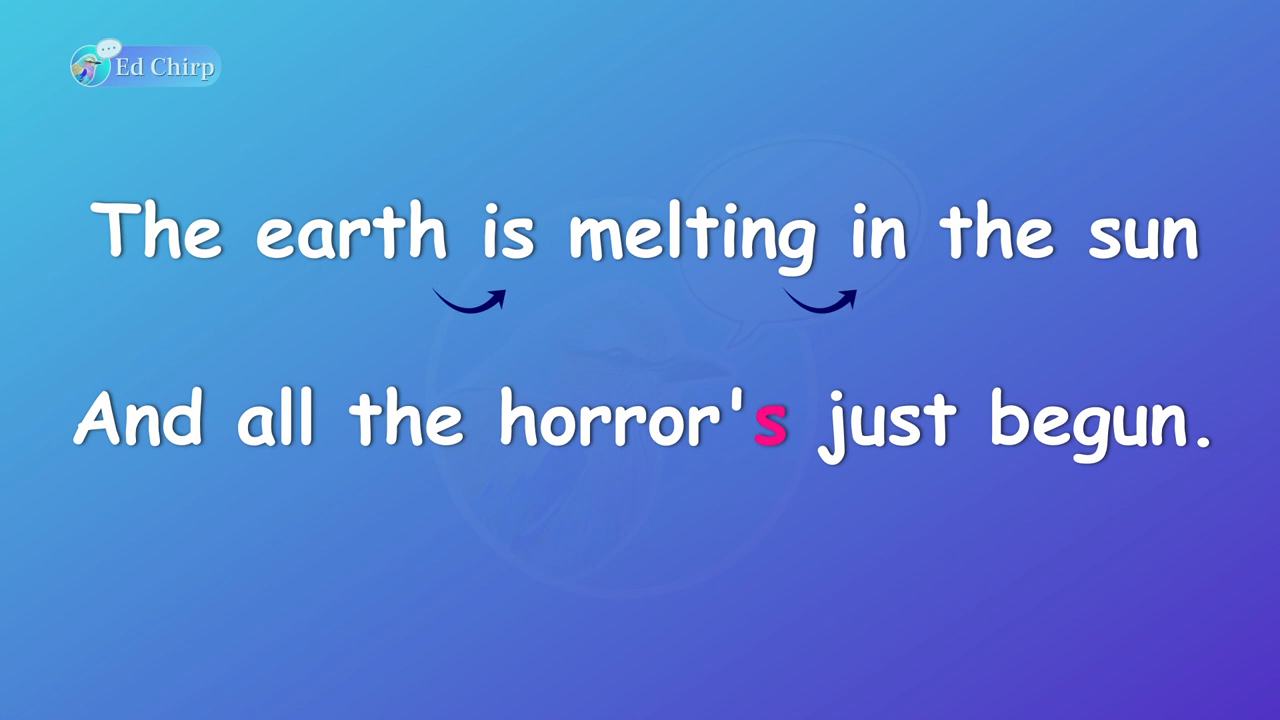 Ed Chirp
The earth is melting in the sun
And all the horror's just begun.